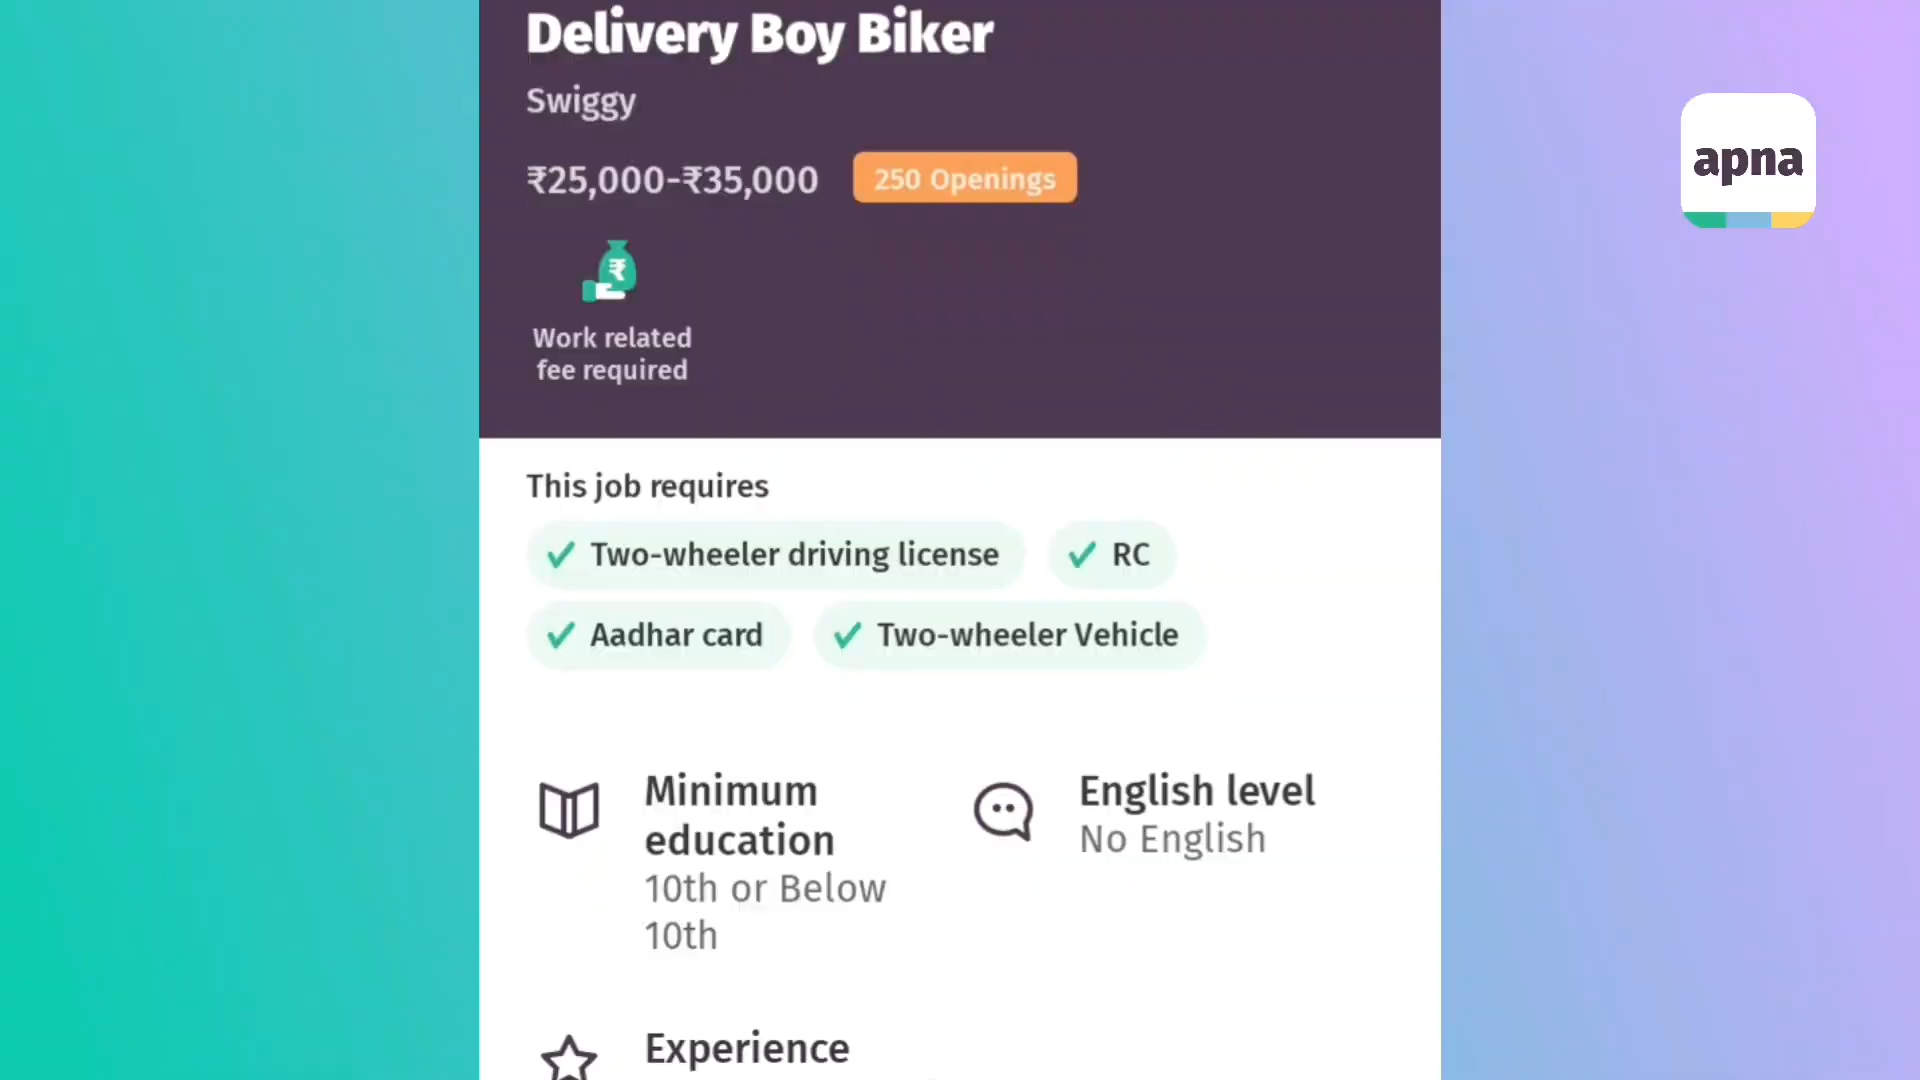 Delivery Boy Biker
Swiggy
₹25,000-₹35,000
250 Openings
apna
₹
Work related
fee required
This job requires
Two-wheeler driving license
RC
Aadhar card
Two-wheeler Vehicle
Minimum
education
10th or Below
10th
English level
No English
Experience